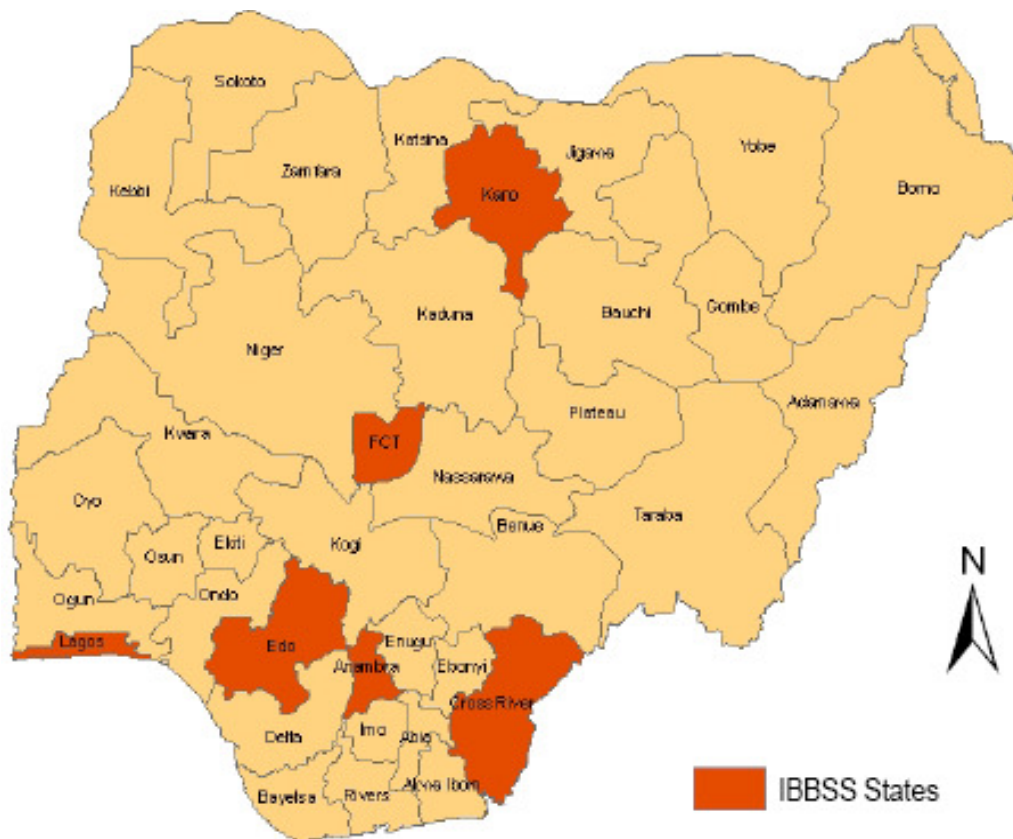 Sokoto
Katsina
Yobe
Jigawa
Zamfara
Borno
Kebbi
Kano
Gombe
Kaduna
Bauchi
Niger
Adamawa
Plateau
Kwara
FCT
Nassarawa
Oyo
Taraba
Benue
Ekiti
Kogi
Osun
N
Ogun
Ondo
Lagos
Edo
Enugu
Anambra
Ebonyi
Cross River
Delta
Imo
Abia
Akwa Ibom
Bayelsa
Rivers
IBBSS States